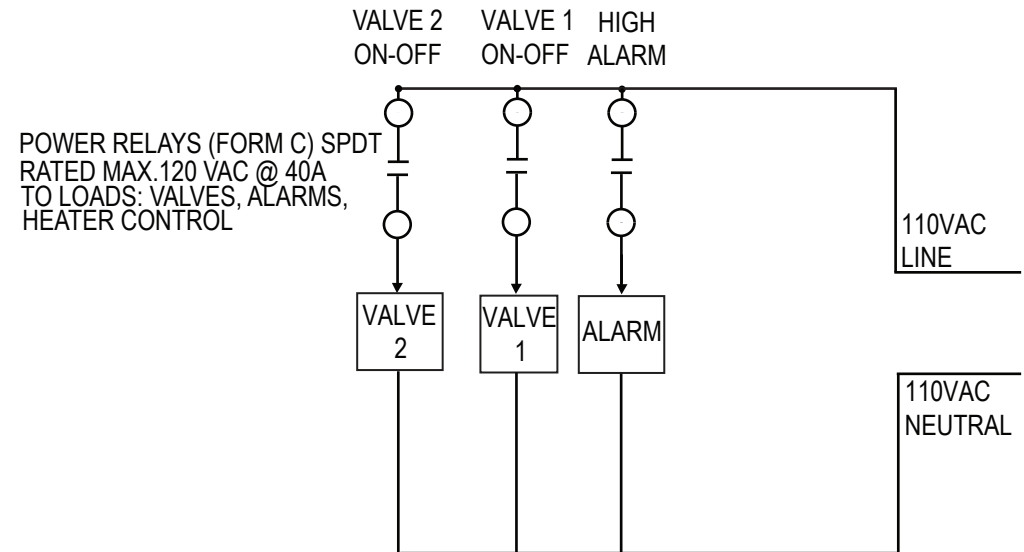 VALVE 2
ON-OFF
VALVE 1
ON-OFF
HIGH
ALARM
POWER RELAYS (FORM C) SPDT
RATED MAX.120 VAC @ 40A
TO LOADS: VALVES, ALARMS,
HEATER CONTROL
110VAC
LINE
VALVE
2
VALVE
1
ALARM
110VAC
NEUTRAL